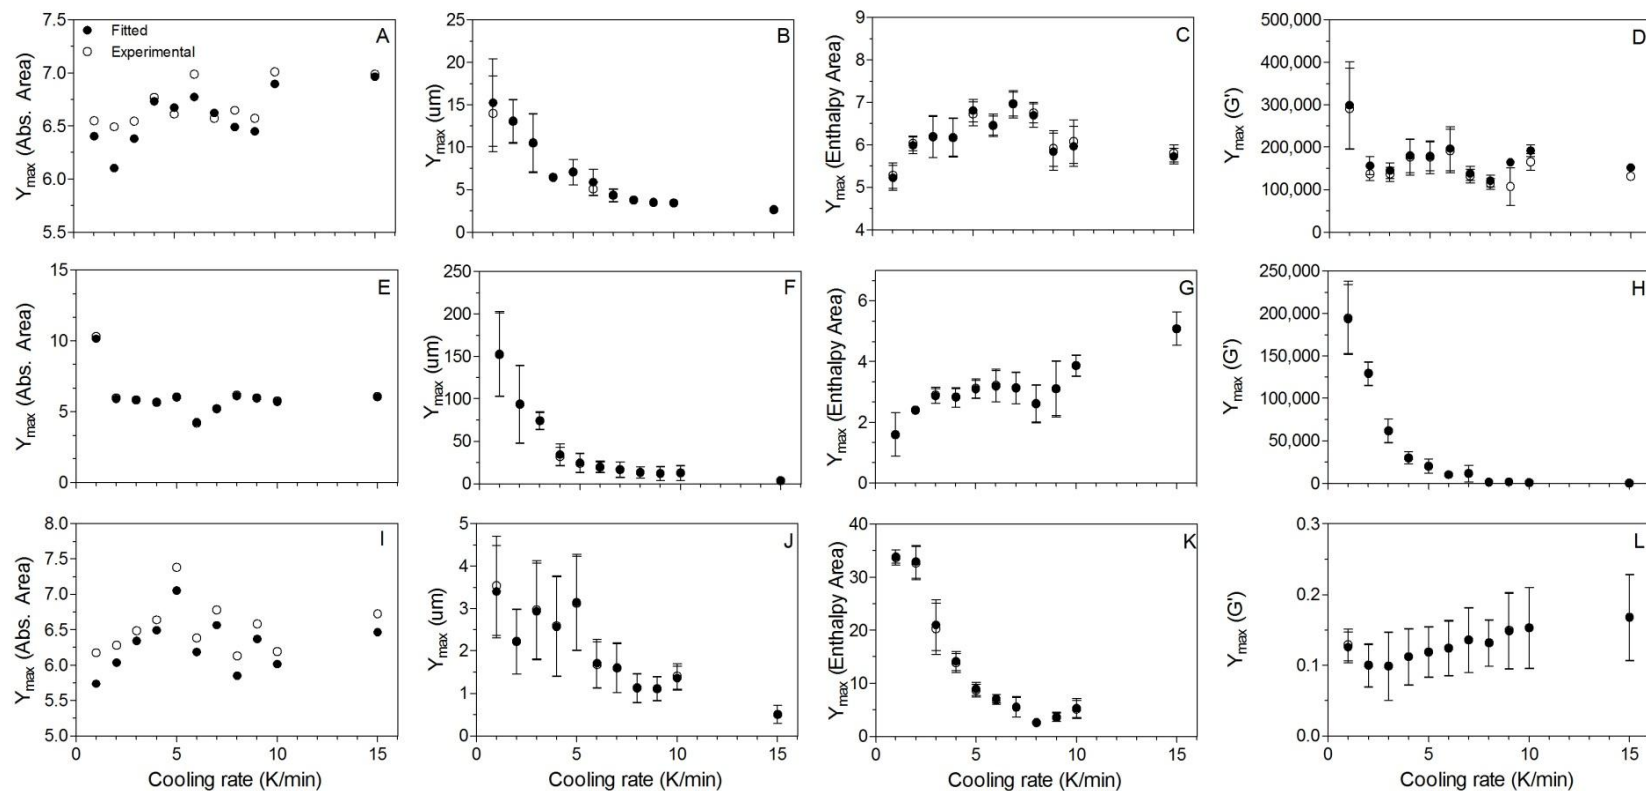 7.5
7.0
6.5
6.0
5.5
Y_max (Abs. Area)
Fitted
Experimental
A
25
20
15
10
5
0
Y_max (um)
B
9
8
7
6
5
4
Y_max (Enthalpy Area)
C
500,000
400,000
300,000
200,000
100,000
0
Y_max (G')
D
15
10
5
0
Y_max (Abs. Area)
E
250
200
150
100
50
0
Y_max (um)
F
6
4
2
0
Y_max (Enthalpy Area)
G
250,000
200,000
150,000
100,000
50,000
0
Y_max (G')
H
8.0
7.5
7.0
6.5
6.0
5.5
5.0
Y_max (Abs. Area)
I
0 5 10 15
Cooling rate (K/min)
5
4
3
2
1
0
Y_max (um)
J
0 5 10 15
Cooling rate (K/min)
40
30
20
10
0
Y_max (Enthalpy Area)
K
0 5 10 15
Cooling rate (K/min)
0.3
0.2
0.1
0.0
Y_max (G')
L
0 5 10 15
Cooling rate (K/min)